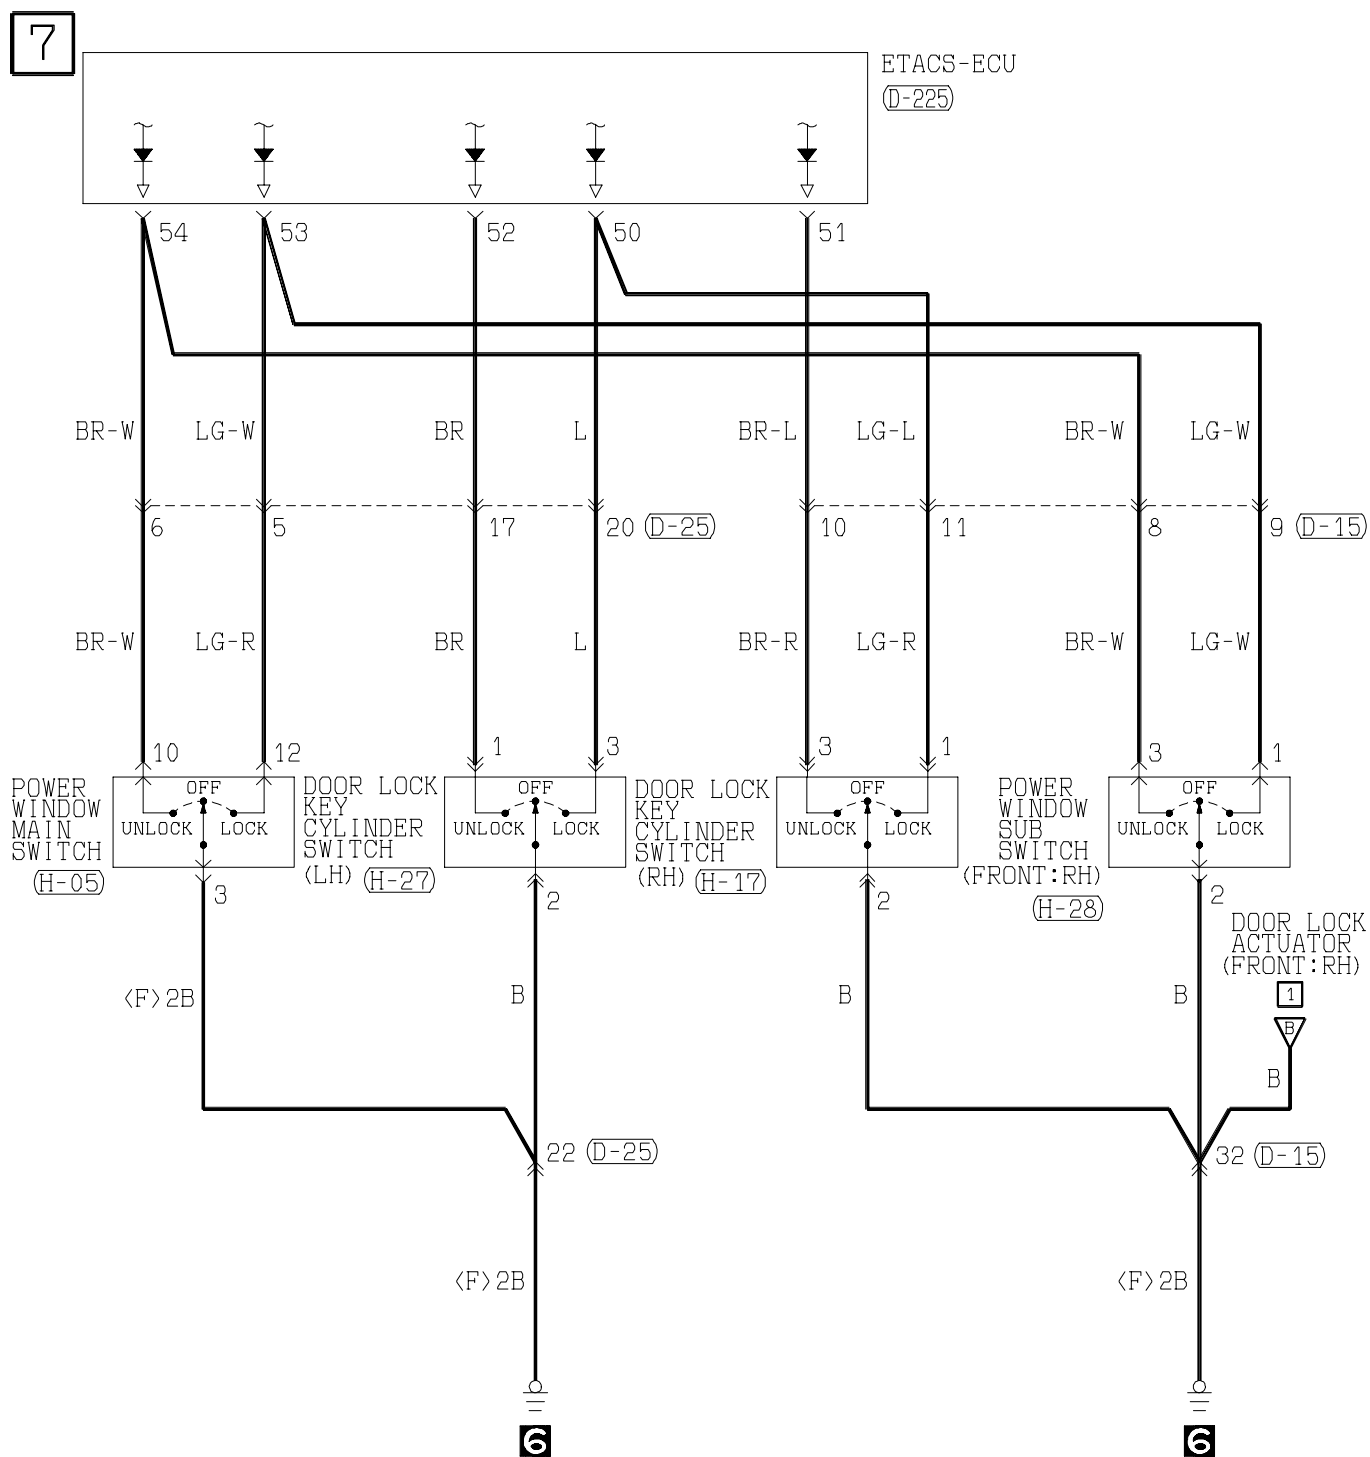 7
ETACS-ECU
(D-225)
54 53 52 50 51
BR-W LG-W BR L BR-L LG-L BR-W LG-W
6 5 17 20 (D-25) 10 11 8 9 (D-15)
BR-W LG-R BR L BR-R LG-R BR-W LG-W
10 12 1 3 3 1 3 1
POWER
WINDOW
MAIN
SWITCH
(H-05)
OFF
UNLOCK LOCK
3
DOOR LOCK
KEY
CYLINDER
SWITCH
(LH) (H-27)
OFF
UNLOCK LOCK
2
DOOR LOCK
KEY
CYLINDER
SWITCH
(RH) (H-17)
OFF
UNLOCK LOCK
2
POWER
WINDOW
SUB
SWITCH
(FRONT:RH)
(H-28)
OFF
UNLOCK LOCK
2
DOOR LOCK
ACTUATOR
(FRONT:RH)
1
B
<F>2B B B B
B
22 (D-25) 32 (D-15)
<F>2B <F>2B
6 6